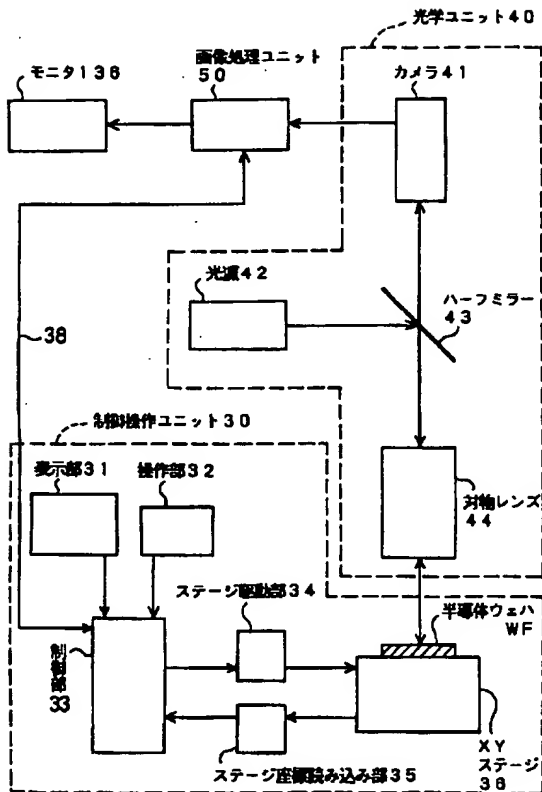 光学ユニット40
画像処理ユニット
50
モニタ136
カメラ41
光源42
ハーフミラー
43
38
制御操作ユニット30
表示部31
操作部32
対物レンズ
44
ステージ駆動部34
半導体ウェハ
WF
制御部
33
ステージ座標読み込み部35
XY
ステージ
36